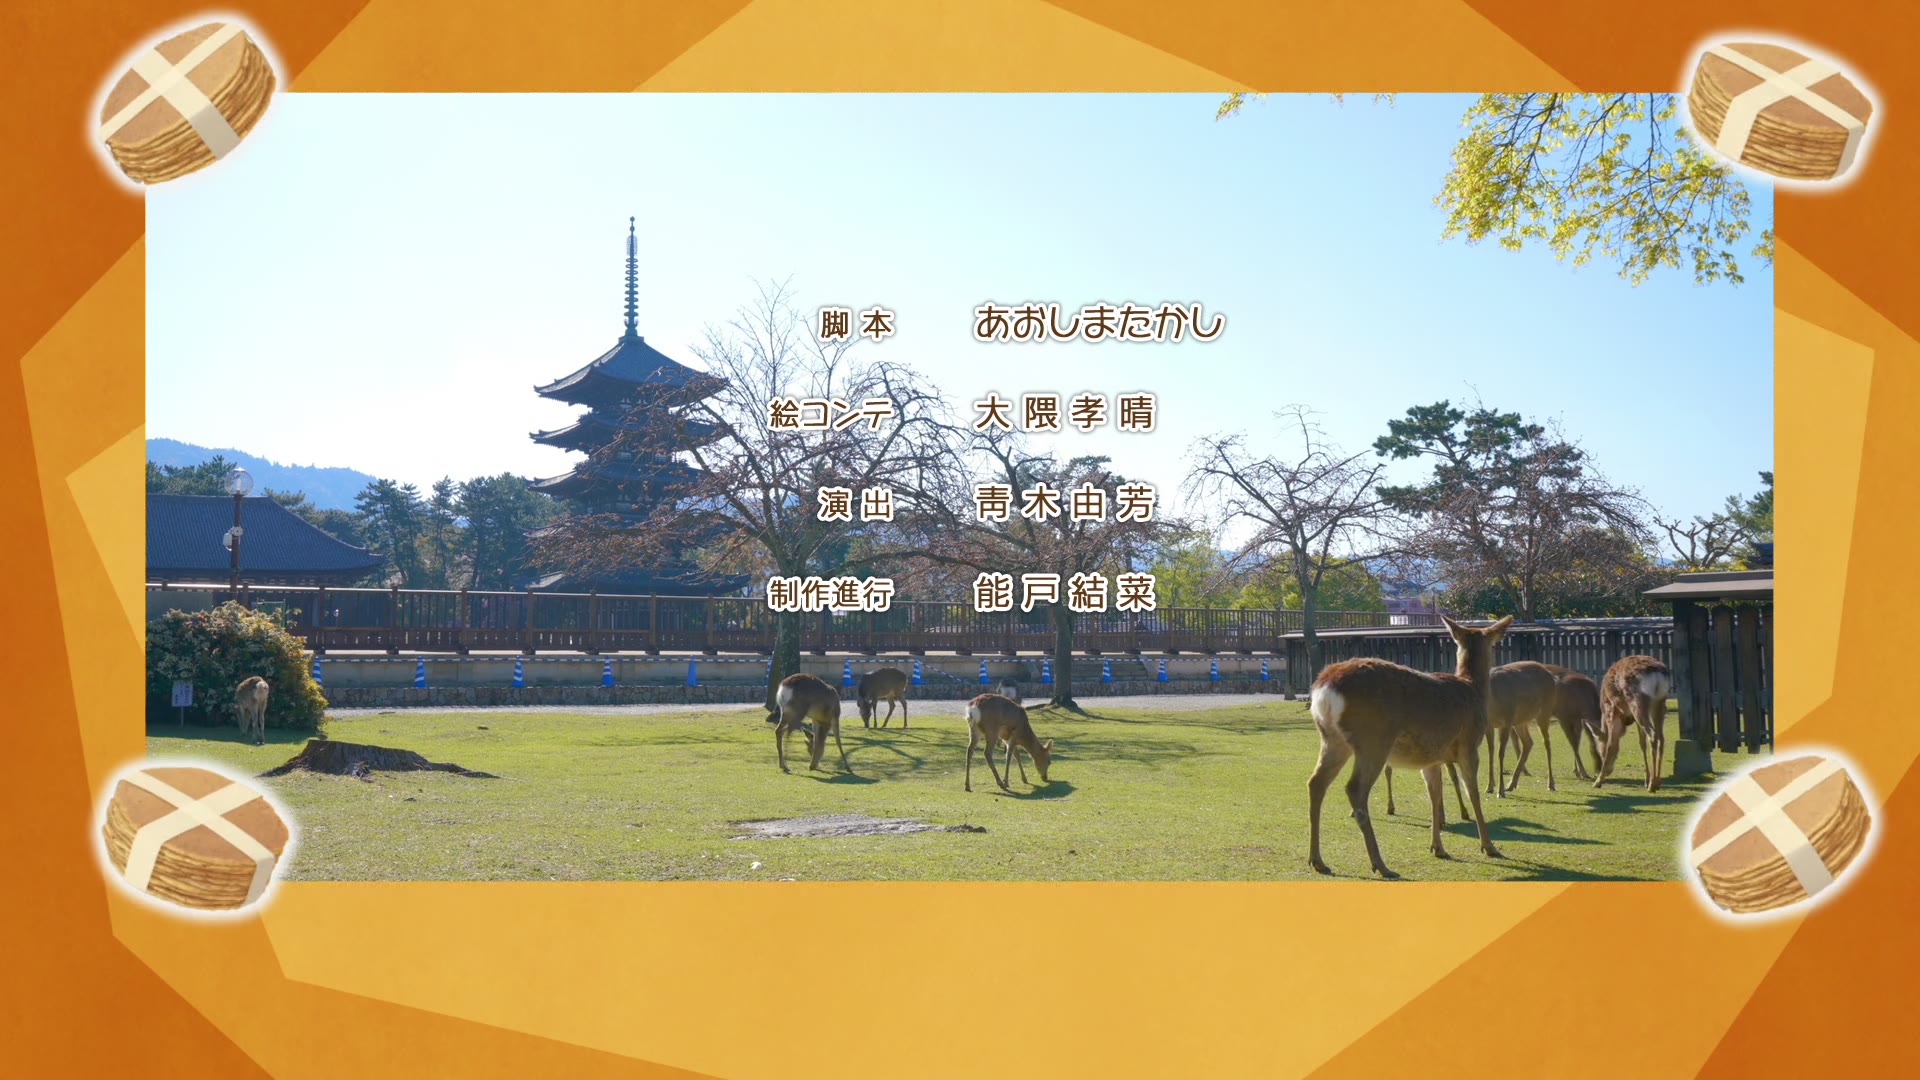 脚本 あおしまたかし
絵コンテ 大隈孝晴
演出 青木由芳
制作進行 能戸結菜